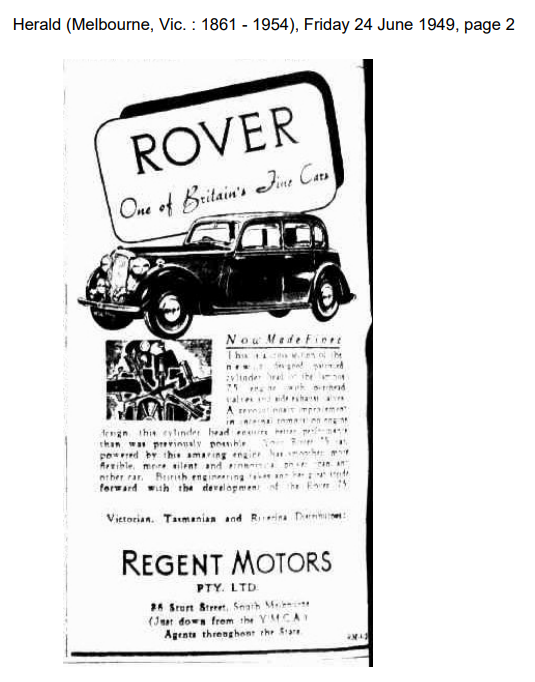 Herald (Melbourne, Vic. : 1861 - 1954), Friday 24 June 1949, page 2
ROVER
One of Britain's Fine Cars
Now Made Finer
This is a cross section of the
new designed patented
cylinder head of the famous
75 engine with overhead
valves and side exhaust valves
A revolutionary improvement
in internal combustion engine
design this cylinder head ensures better performance
than was previously possible. Your Rover 75
powered by this amazing engine has smoother more
flexible, more silent and economical power than any
other car. British engineering takes another great stride
forward with the development of the Rover 75
Victorian, Tasmanian and Riverina Distributors:
REGENT MOTORS
PTY. LTD.
Sturt Street, South Melbourne
(Just down from the Y M C A)
Agents throughout the State